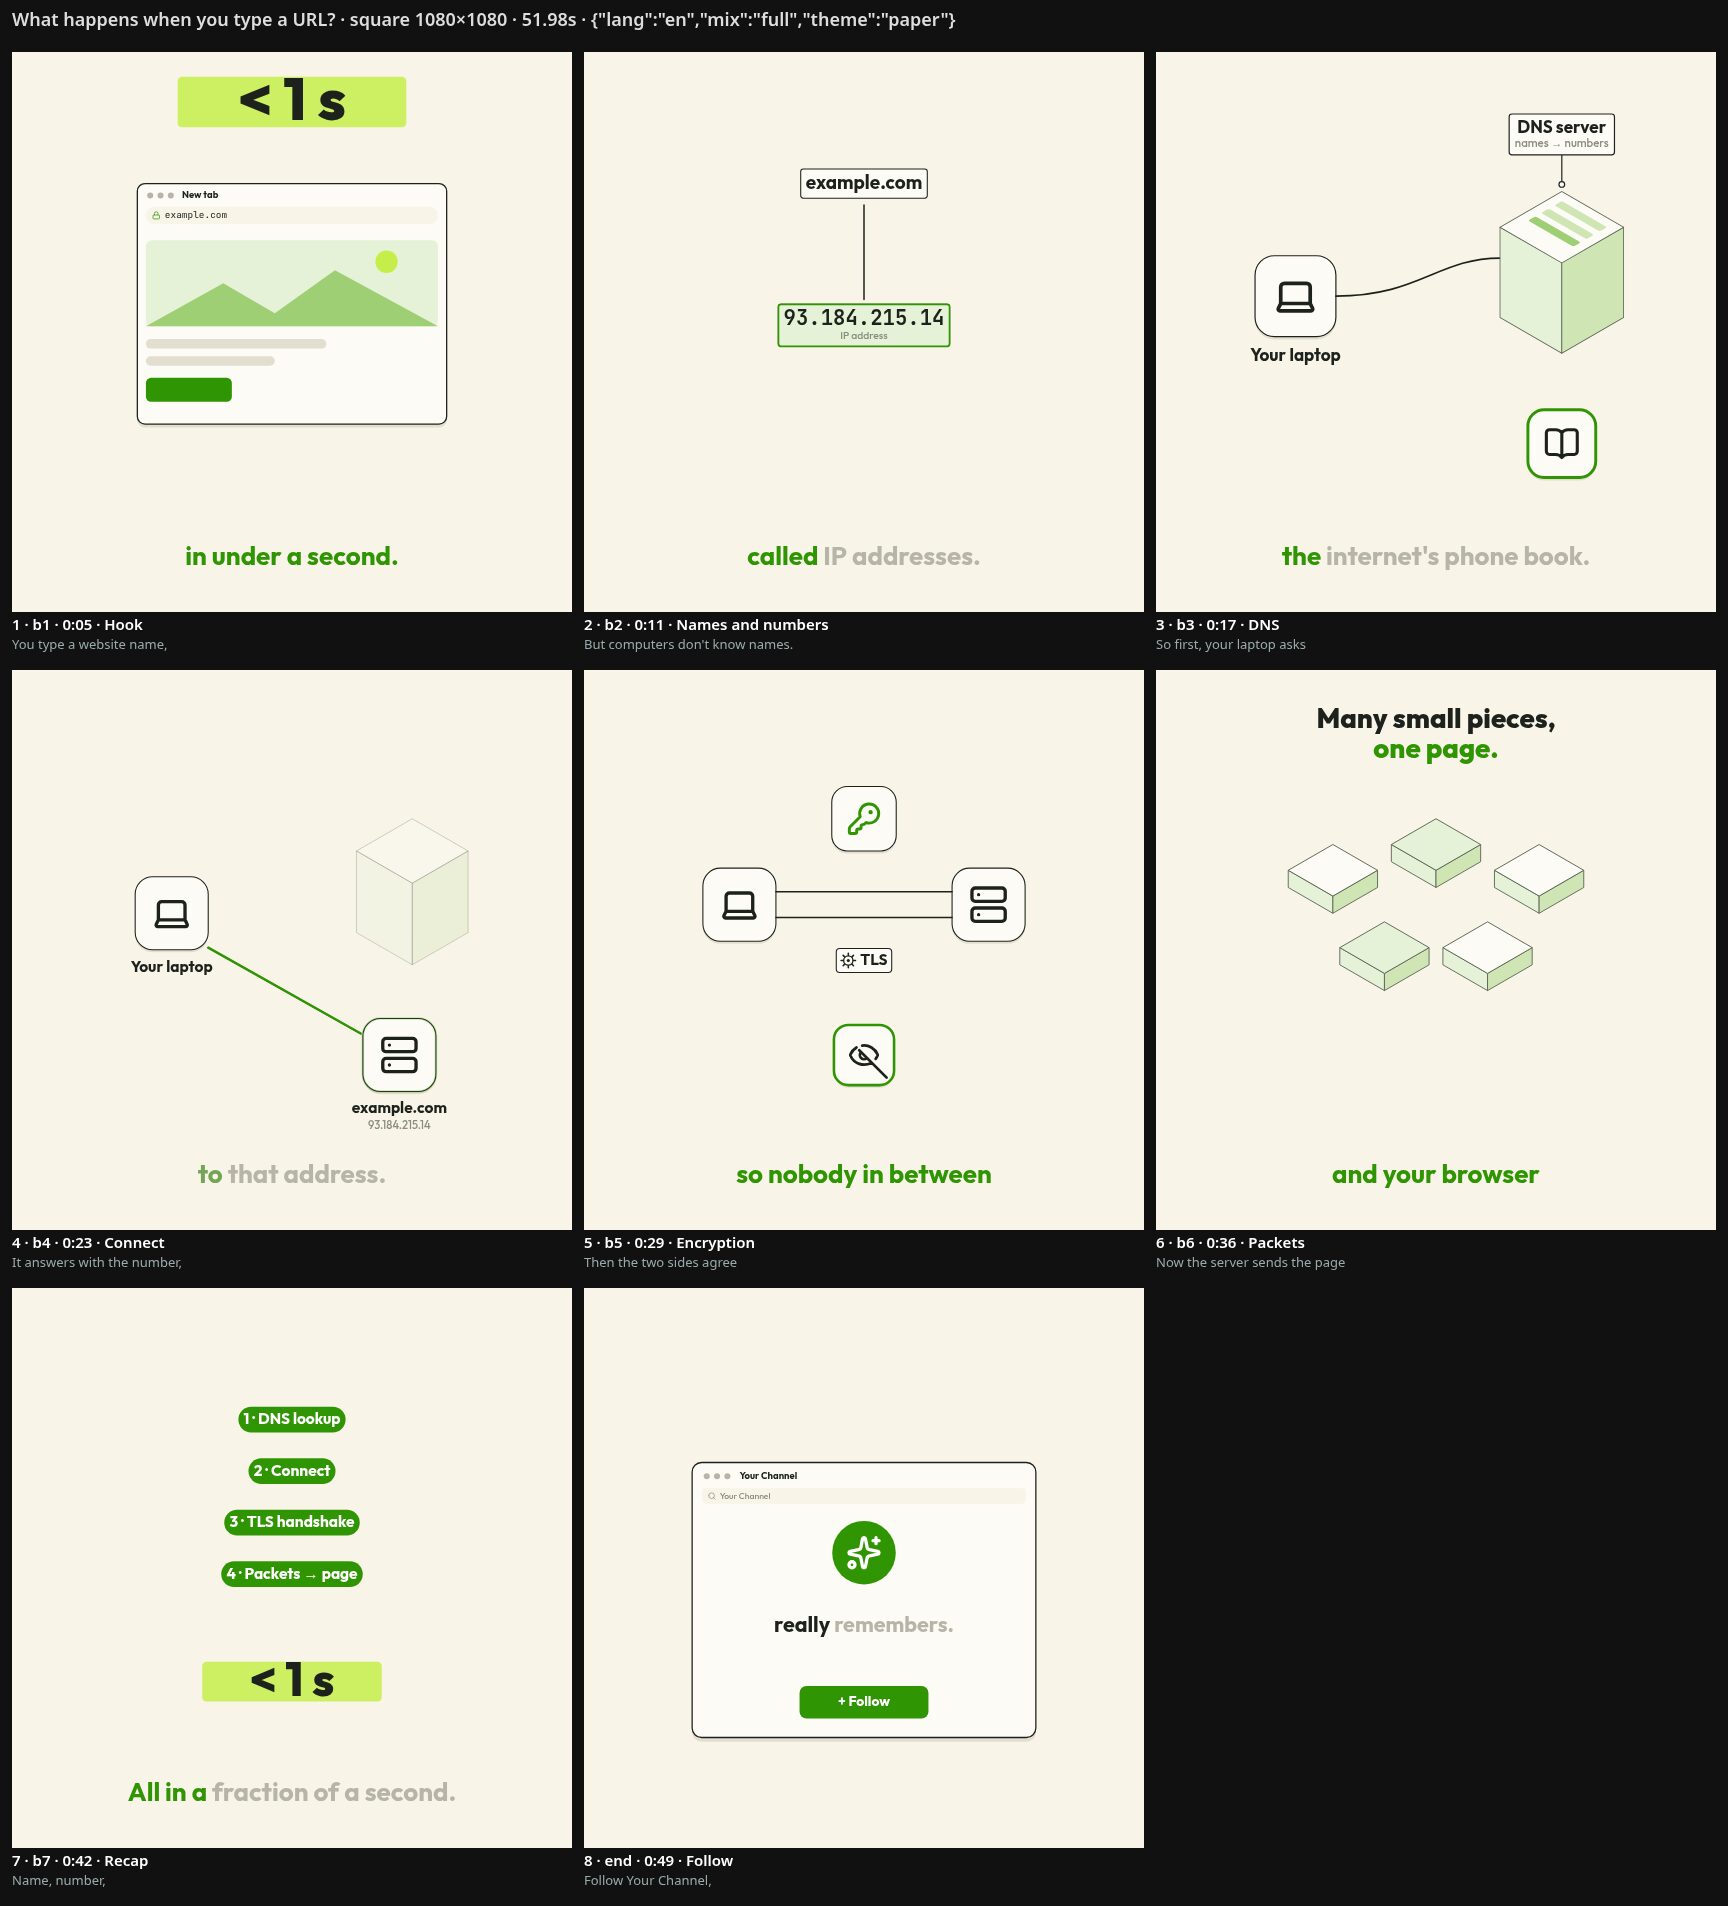 What happens when you type a URL? · square 1080×1080 · 51.98s · {"lang":"en","mix":"full","theme":"paper"}
< 1 s
New tab
example.com
in under a second.
1 · b1 · 0:05 · Hook
You type a website name,
example.com
93.184.215.14
IP address
called IP addresses.
2 · b2 · 0:11 · Names and numbers
But computers don't know names.
DNS server
names → numbers
Your laptop
the internet's phone book.
3 · b3 · 0:17 · DNS
So first, your laptop asks
Your laptop
example.com
93.184.215.14
to that address.
4 · b4 · 0:23 · Connect
It answers with the number,
TLS
so nobody in between
5 · b5 · 0:29 · Encryption
Then the two sides agree
Many small pieces,
one page.
and your browser
6 · b6 · 0:36 · Packets
Now the server sends the page
1 · DNS lookup
2 · Connect
3 · TLS handshake
4 · Packets → page
< 1 s
All in a fraction of a second.
7 · b7 · 0:42 · Recap
Name, number,
Your Channel
Your Channel
really remembers.
+ Follow
8 · end · 0:49 · Follow
Follow Your Channel,